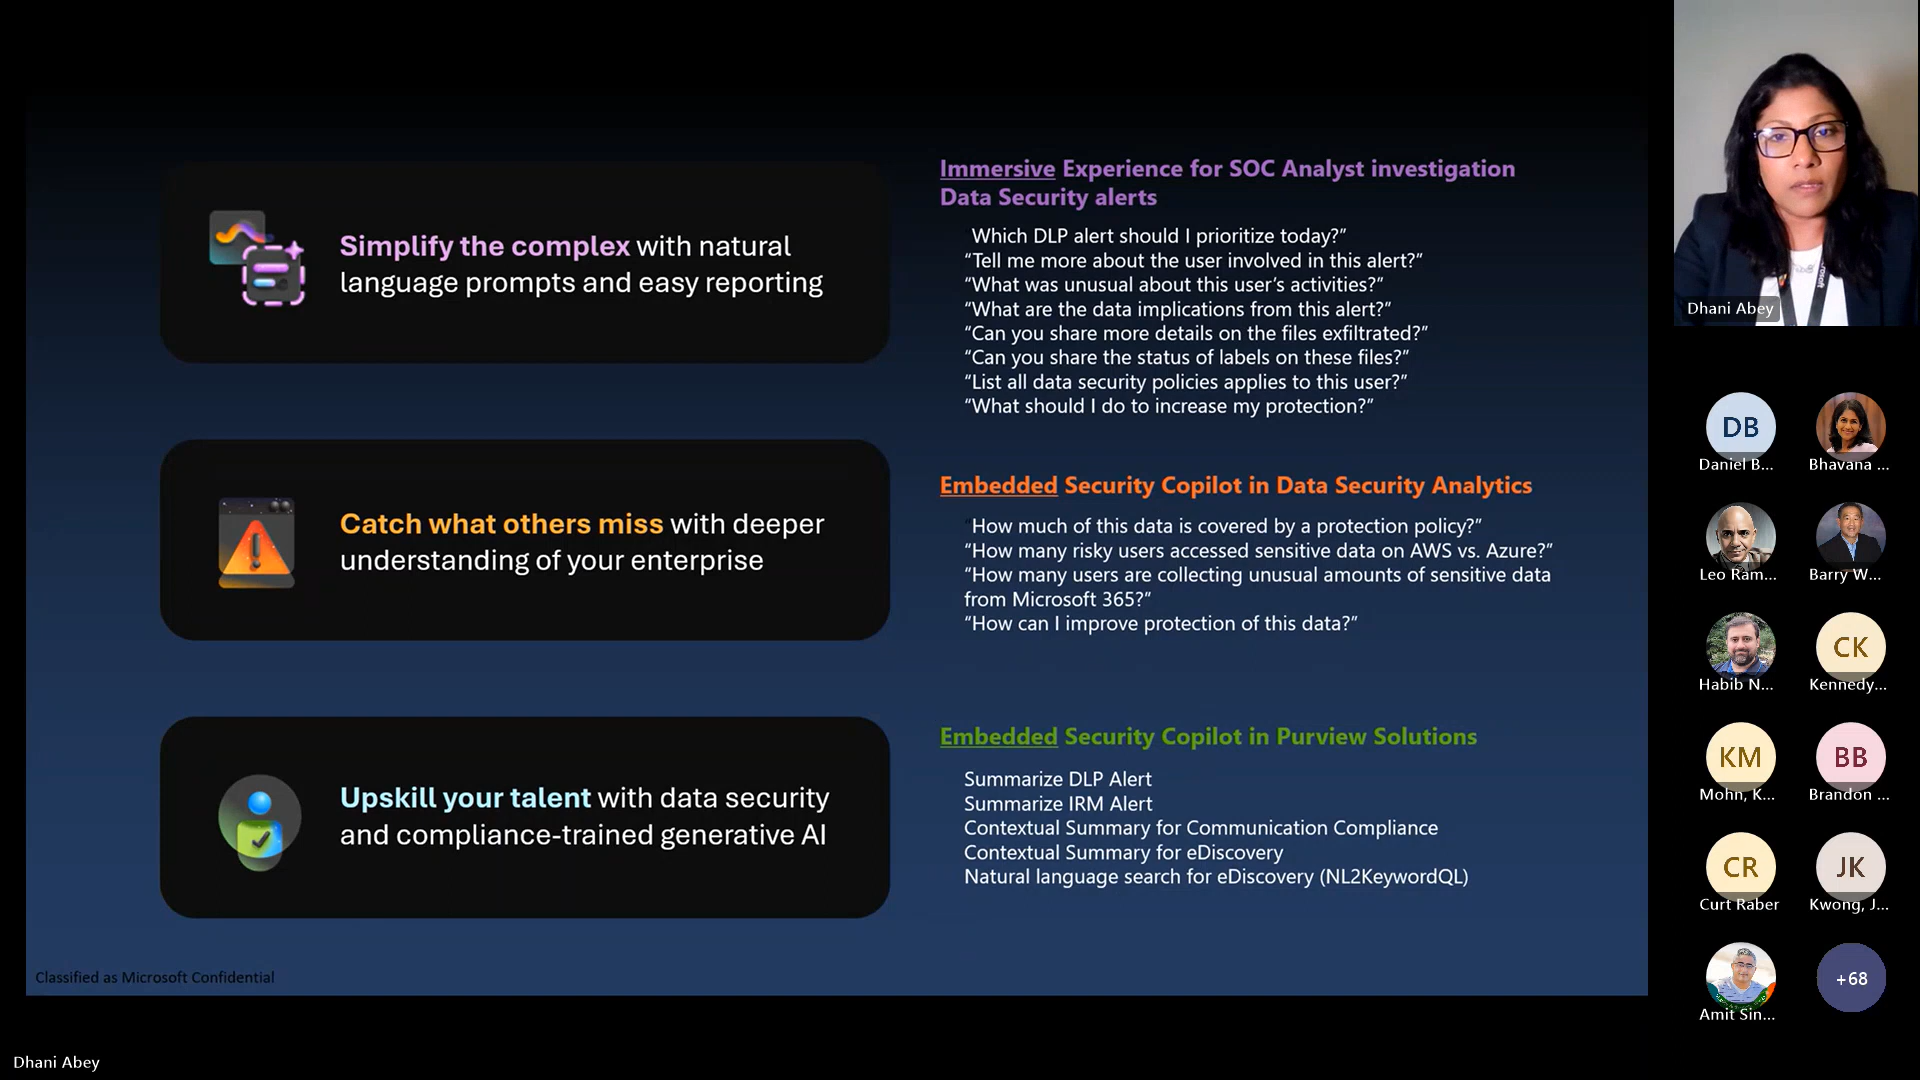 Simplify the complex with natural
language prompts and easy reporting
Immersive Experience for SOC Analyst investigation
Data Security alerts
Which DLP alert should I prioritize today?”
“Tell me more about the user involved in this alert?”
“What was unusual about this user’s activities?”
“What are the data implications from this alert?”
“Can you share more details on the files exfiltrated?”
“Can you share the status of labels on these files?”
“List all data security policies applies to this user?”
“What should I do to increase my protection?”
Catch what others miss with deeper
understanding of your enterprise
Embedded Security Copilot in Data Security Analytics
“How much of this data is covered by a protection policy?”
“How many risky users accessed sensitive data on AWS vs. Azure?”
“How many users are collecting unusual amounts of sensitive data
from Microsoft 365?”
“How can I improve protection of this data?”
Upskill your talent with data security
and compliance-trained generative AI
Embedded Security Copilot in Purview Solutions
Summarize DLP Alert
Summarize IRM Alert
Contextual Summary for Communication Compliance
Contextual Summary for eDiscovery
Natural language search for eDiscovery (NL2KeywordQL)
Classified as Microsoft Confidential
Dhani Abey
Dhani Abey
DB
Daniel B...
Bhavana ...
Leo Ram...
Barry W...
Habib N...
CK
Kennedy...
KM
Mohn, K...
BB
Brandon ...
CR
Curt Raber
JK
Kwong, J...
Amit Sin...
+68